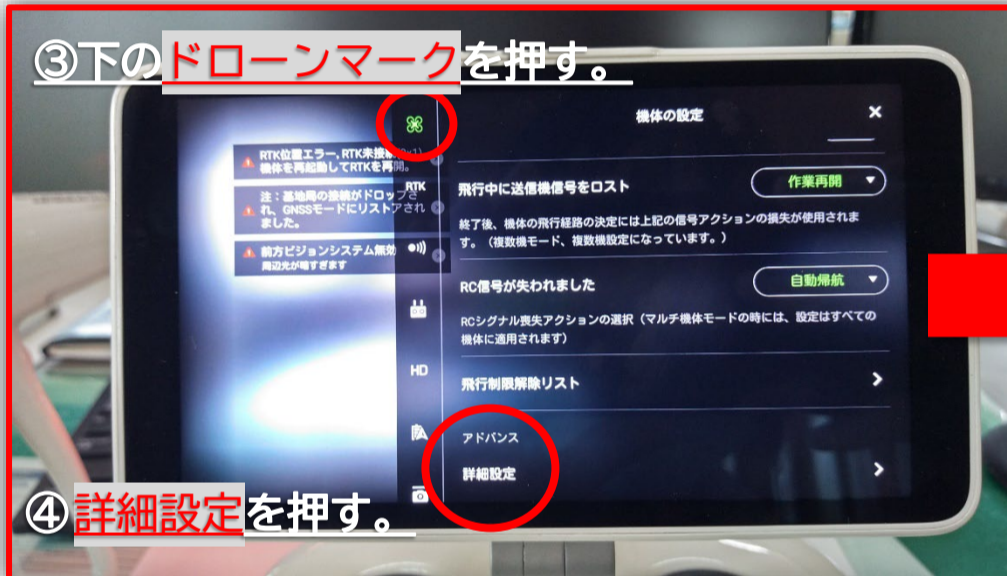 ③下のドローンマークを押す。
機体の設定
RTK位置エラー, RTK未接続
機体を再起動してRTKを再開。
注：基地局の接続がドロップさ
れ、GNSSモードにリストアされ
ました。
前方ビジョンシステム無効
周辺光が暗すぎます
RTK
HD
飛行中に送信機信号をロスト
作業再開
終了後、機体の飛行経路の決定には上記の信号アクションの損失が使用されま
す。（複数機モード、複数機設定になっています。）
RC信号が失われました
自動帰航
RCシグナル喪失アクションの選択（マルチ機体モードの時には、設定はすべての
機体に適用されます）
飛行制限解除リスト
アドバンス
詳細設定
④詳細設定を押す。